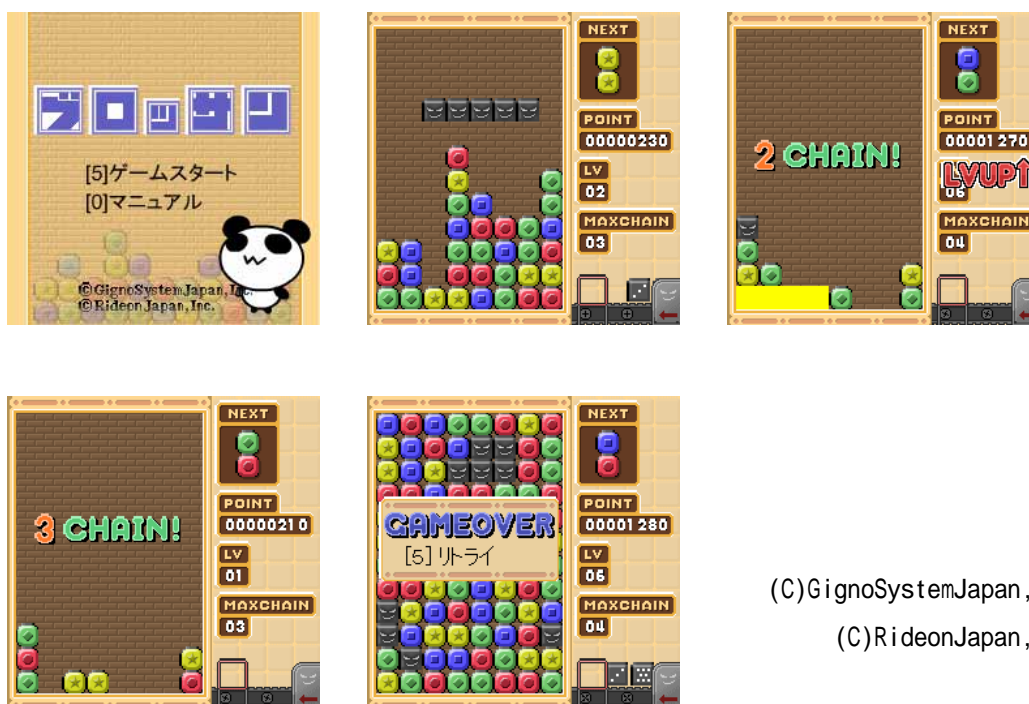 ブロッサン
[5]ゲームスタート
[0]マニュアル
©GignoSystemJapan, Inc.
©RideonJapan, Inc.
NEXT
POINT
00000230
LV
02
MAXCHAIN
03
2 CHAIN!
NEXT
POINT
00001270
LVUP↑
06
MAXCHAIN
04
3 CHAIN!
NEXT
POINT
00000210
LV
01
MAXCHAIN
03
GAMEOVER
[5]リトライ
NEXT
POINT
00001280
LV
06
MAXCHAIN
04
(C)GignoSystemJapan,
(C)RideonJapan,